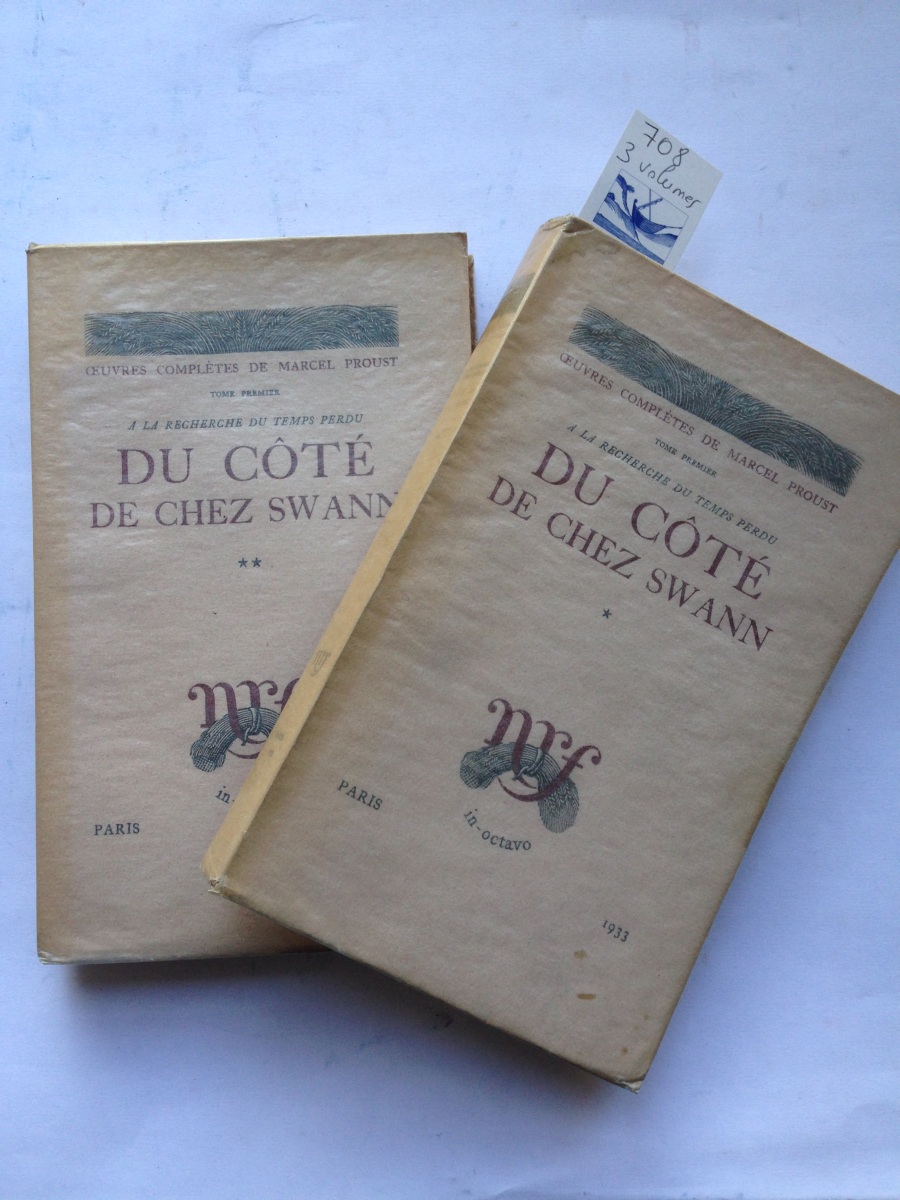 708
3 volumes
ŒUVRES COMPLÈTES DE MARCEL PROUST
TOME PREMIER
A LA RECHERCHE DU TEMPS PERDU
DU CÔTÉ
DE CHEZ SWANN
**
nrf
in-
PARIS
ŒUVRES COMPLÈTES DE MARCEL PROUST
TOME PREMIER
A LA RECHERCHE DU TEMPS PERDU
DU CÔTÉ
DE CHEZ SWANN
*
nrf
in-octavo
PARIS
1933